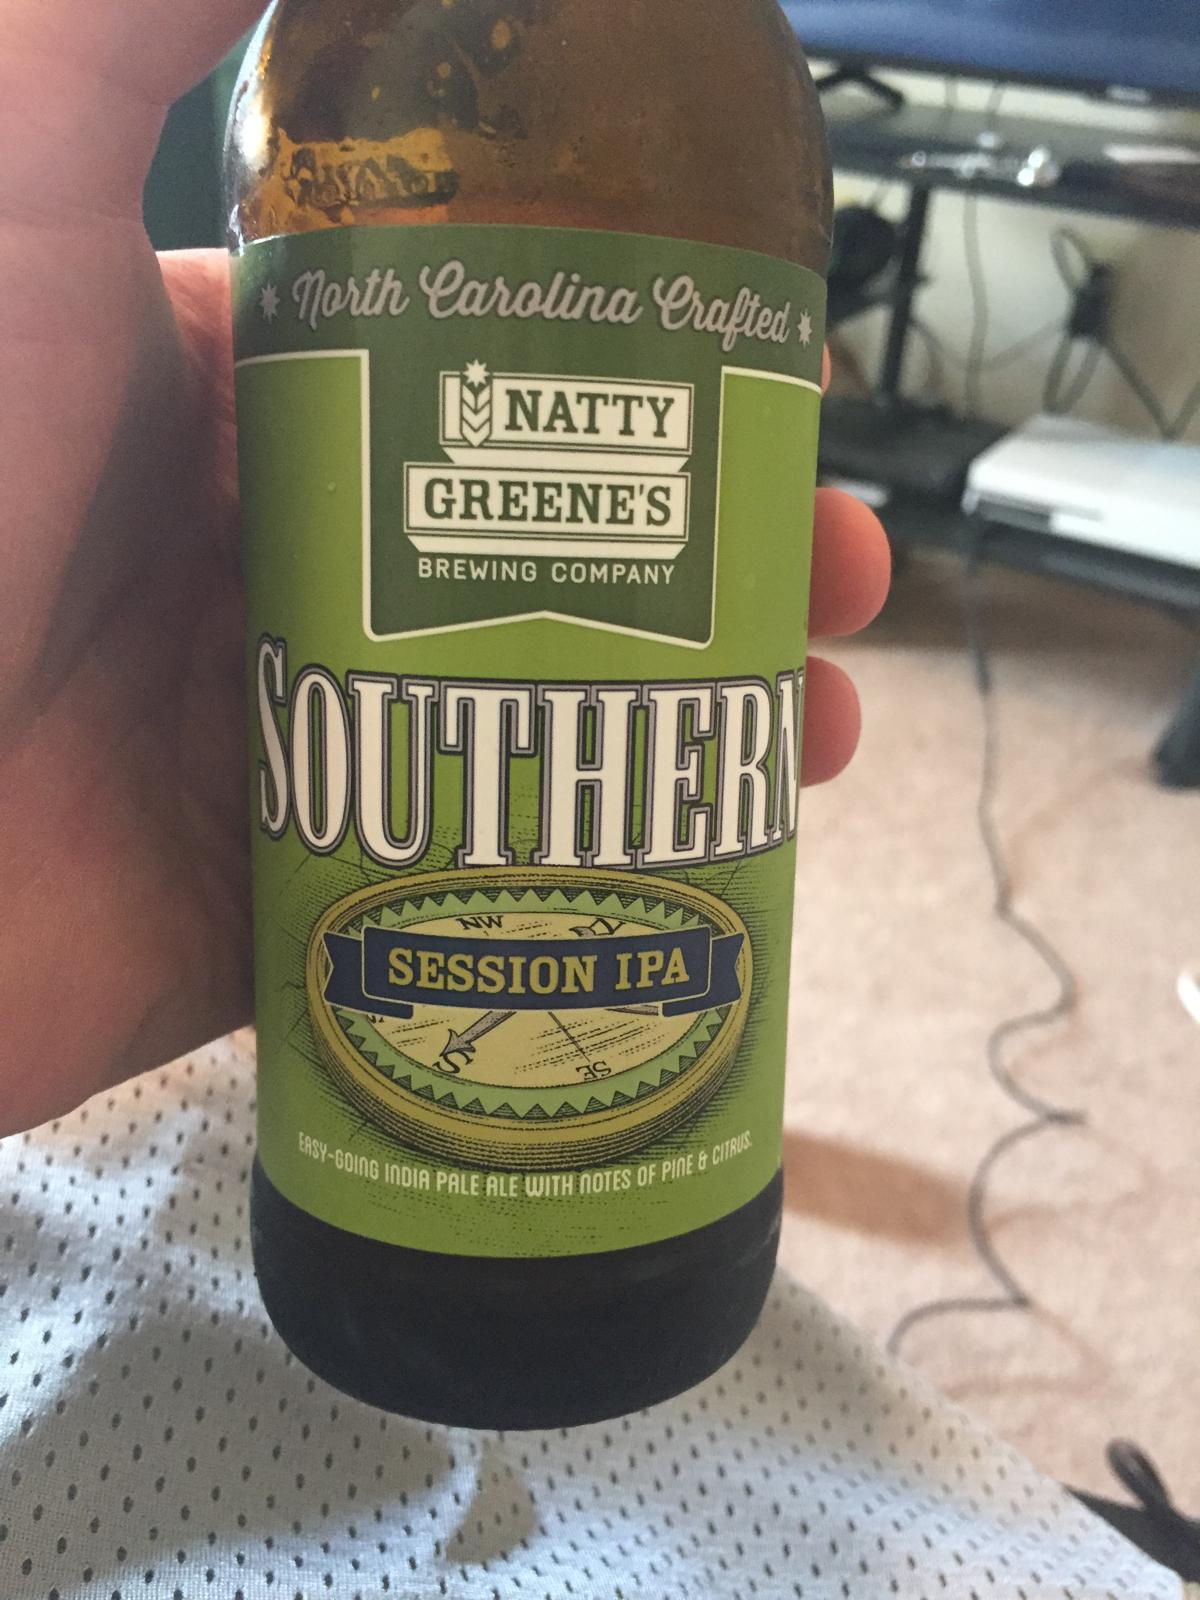 North Carolina Crafted
NATTY
GREENE'S
BREWING COMPANY
SOUTHERN
NW
SESSION IPA
S
SE
EASY-GOING INDIA PALE ALE WITH NOTES OF PINE & CITRUS.